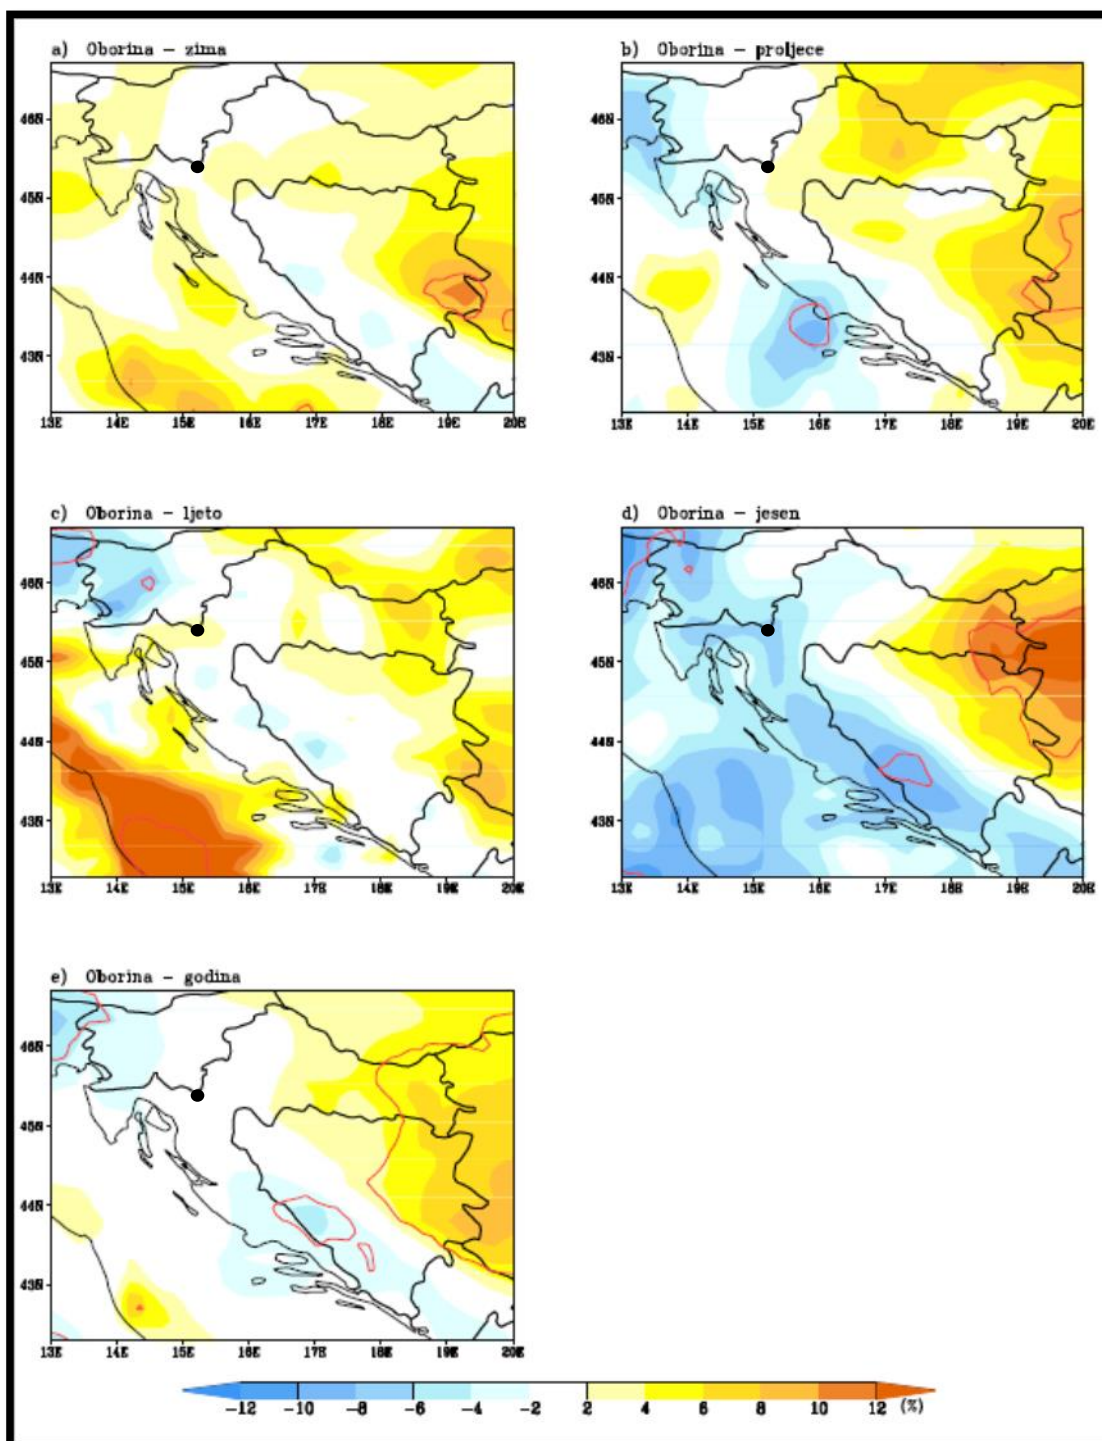 a) Oborina – zima
46N
45N
44N
43N
13E 14E 15E 16E 17E 18E 19E 20E
b) Oborina – proljece
46N
45N
44N
43N
13E 14E 15E 16E 17E 18E 19E 20E
c) Oborina – ljeto
46N
45N
44N
43N
13E 14E 15E 16E 17E 18E 19E 20E
d) Oborina – jesen
46N
45N
44N
43N
13E 14E 15E 16E 17E 18E 19E 20E
e) Oborina – godina
46N
45N
44N
43N
13E 14E 15E 16E 17E 18E 19E 20E
-12 -10 -8 -6 -4 -2 2 4 6 8 10 12 (%)